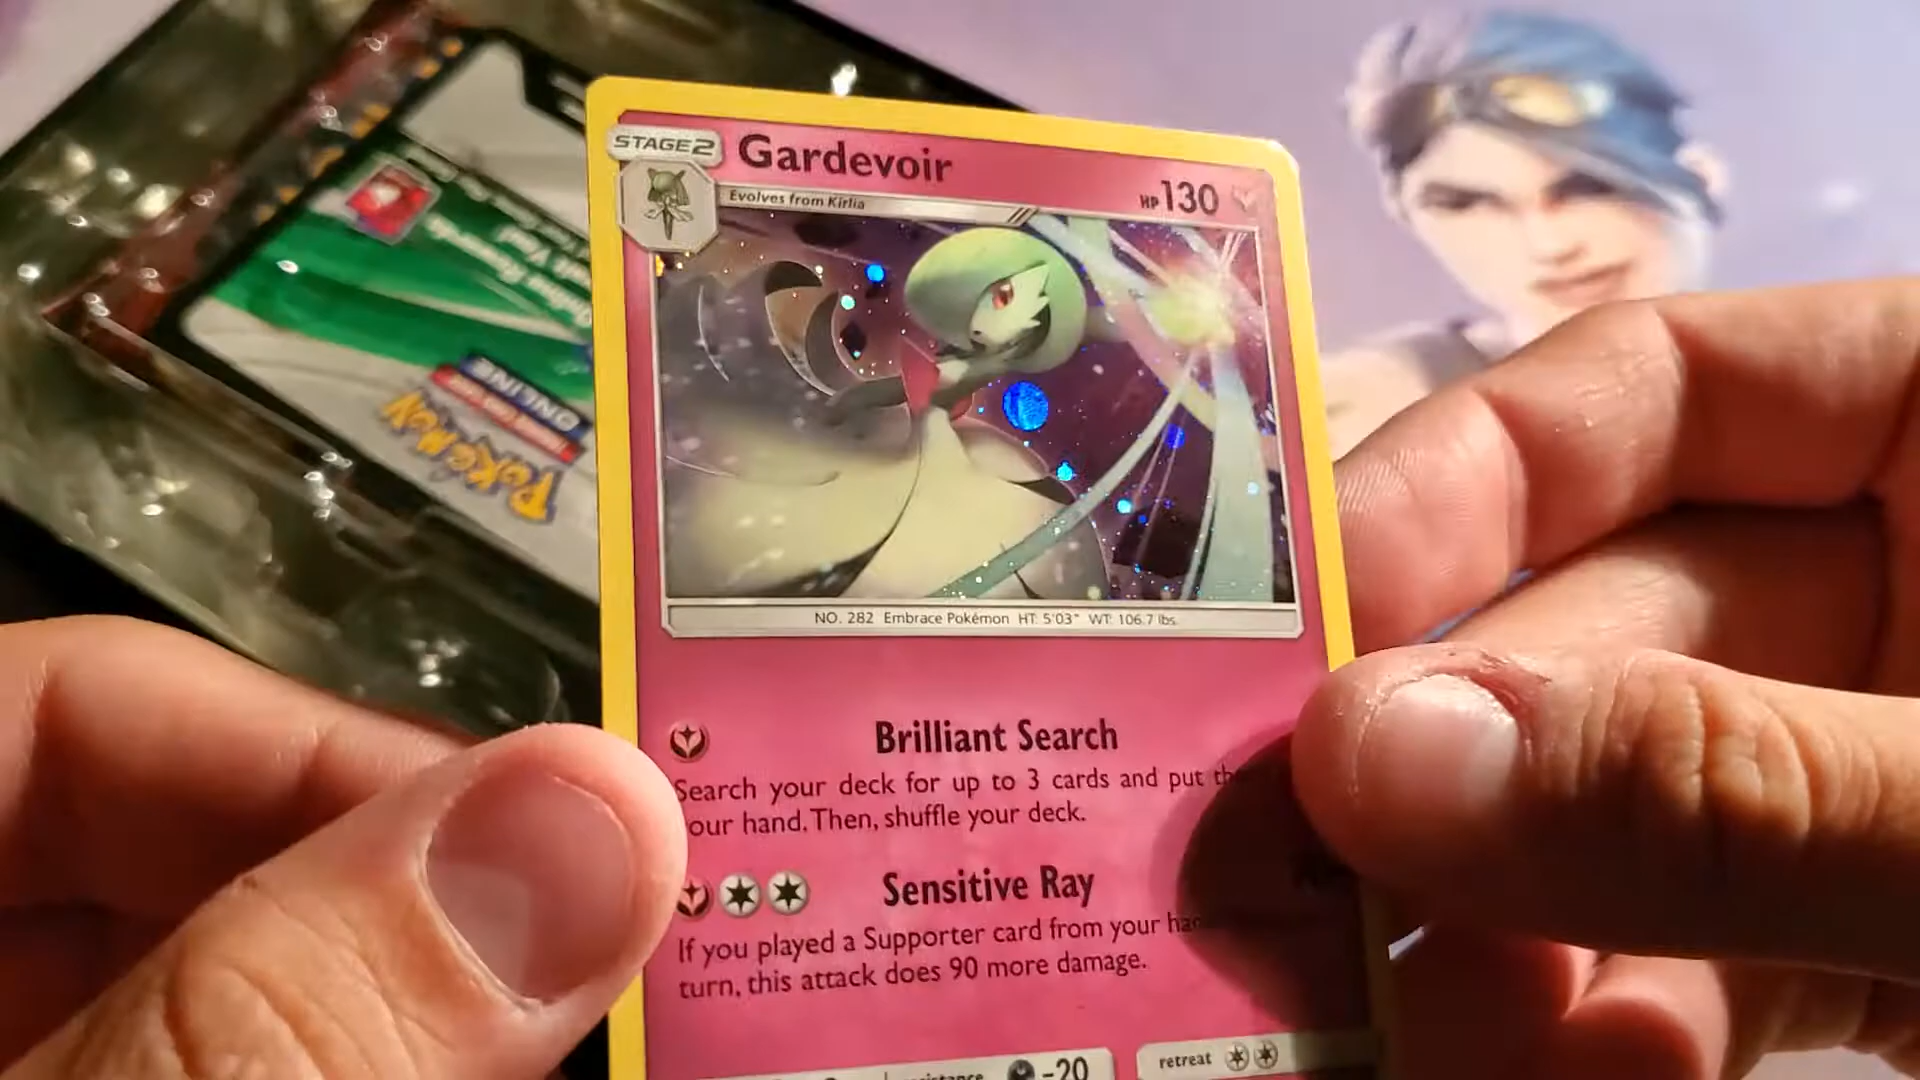 STAGE2
Gardevoir
Evolves from Kirlia
HP 130
NO. 282 Embrace Pokémon HT: 5'03" WT: 106.7 lbs.
Brilliant Search
Search your deck for up to 3 cards and put
our hand. Then, shuffle your deck.
Sensitive Ray
If you played a Supporter card from your
turn, this attack does 90 more damage.
-20
retreat
POKéMON
ONLINE